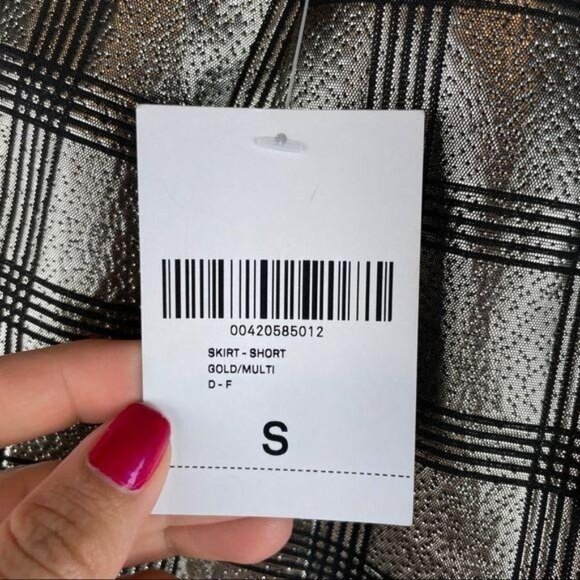 00420585012
SKIRT - SHORT
GOLD/MULTI
D - F
S